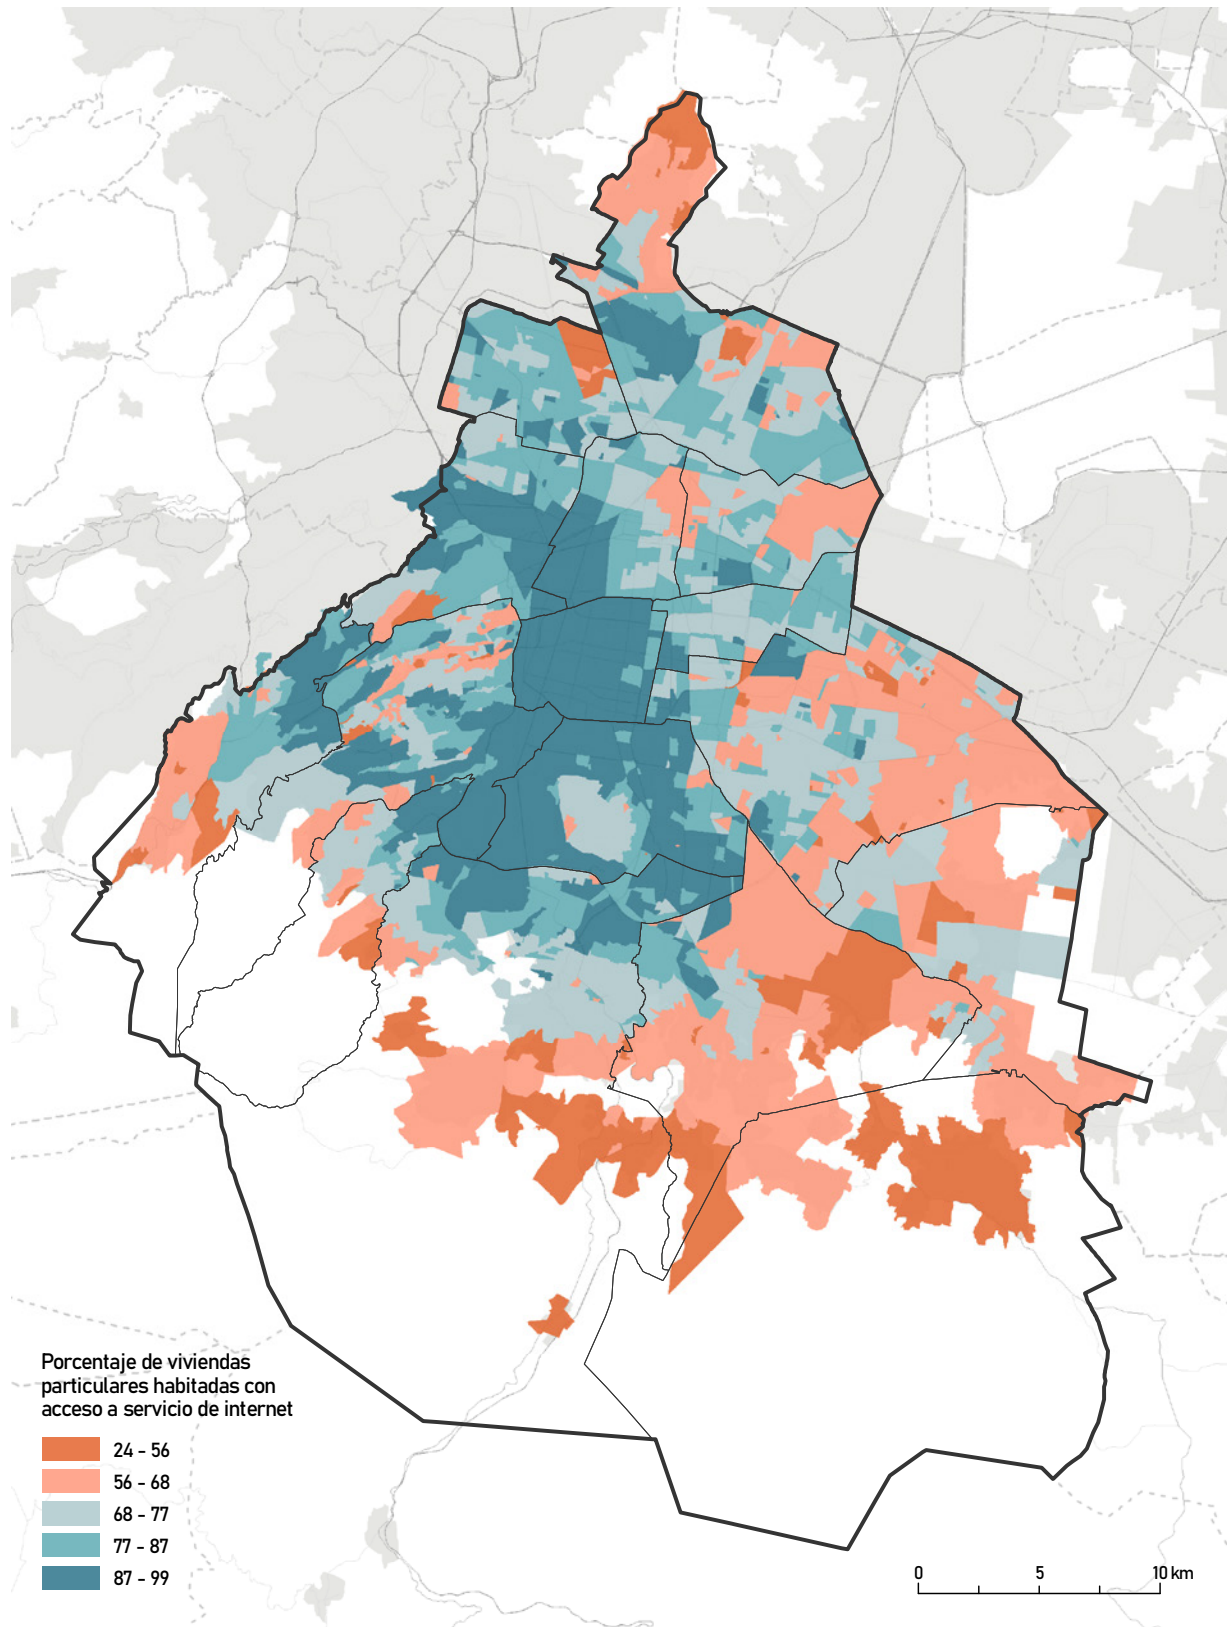 Porcentaje de viviendas
particulares habitadas con
acceso a servicio de internet
24 - 56
56 - 68
68 - 77
77 - 87
87 - 99
0 5 10 km